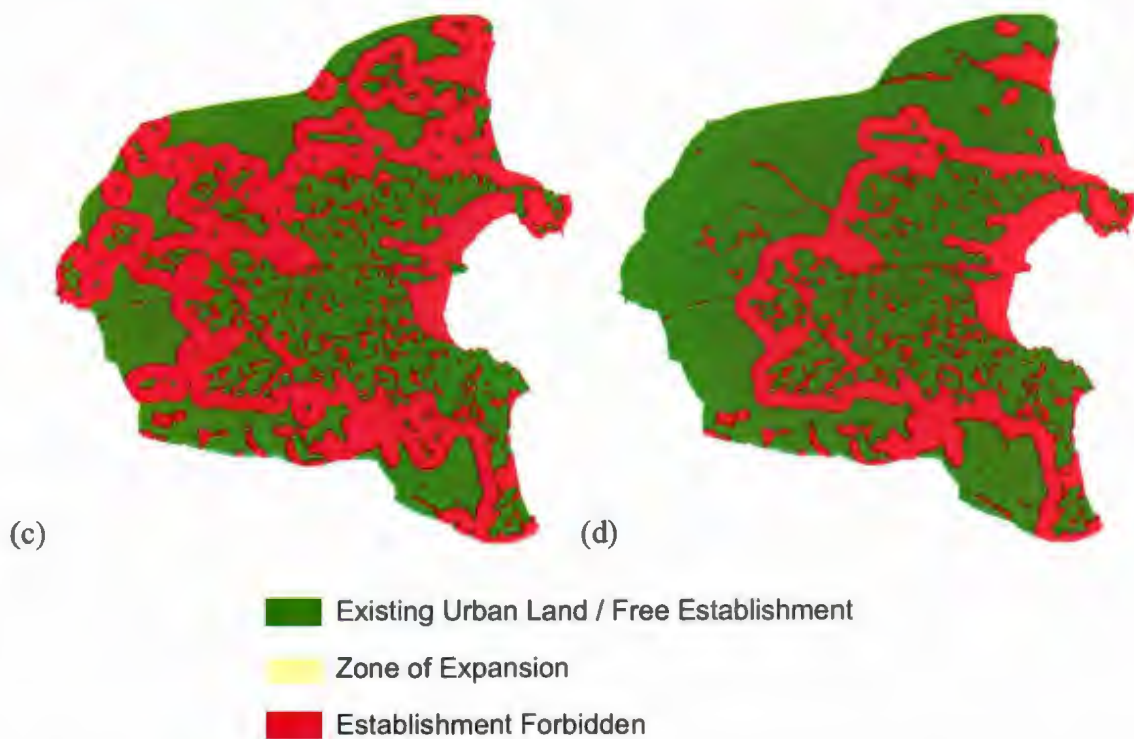 (c)
(d)
Existing Urban Land / Free Establishment
Zone of Expansion
Establishment Forbidden